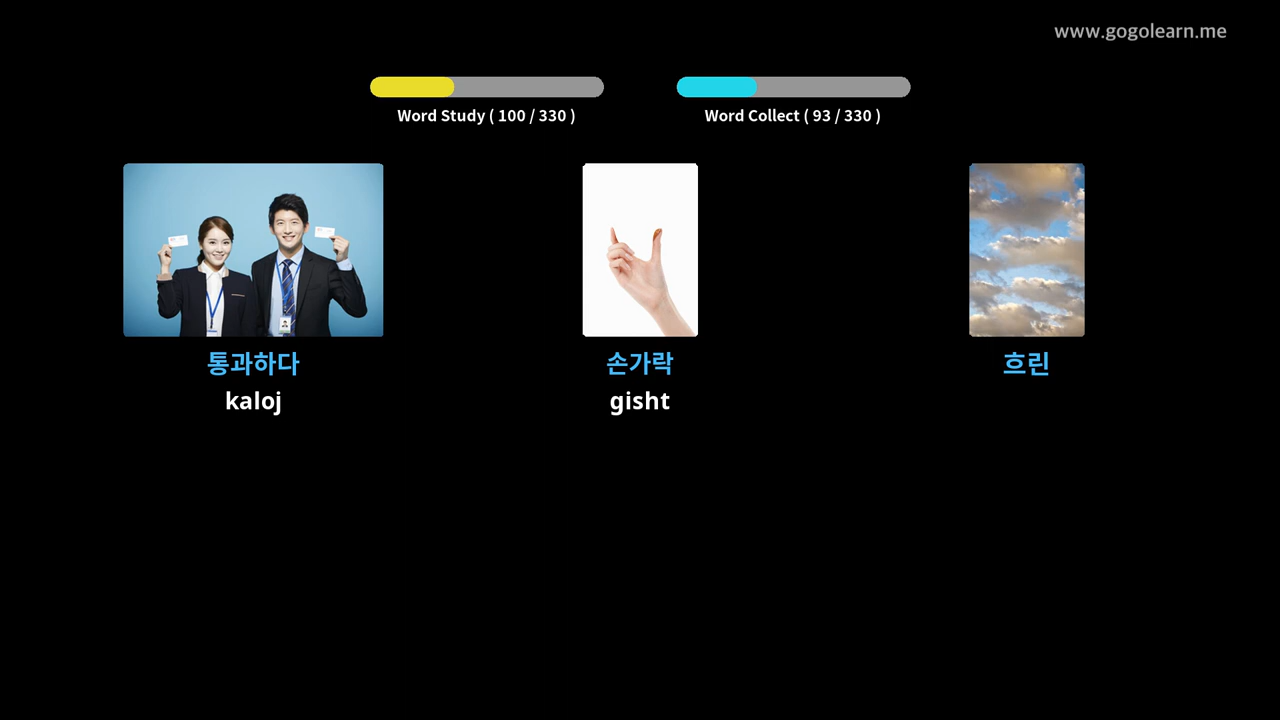 www.gogolearn.me
Word Study ( 100 / 330 )
Word Collect ( 93 / 330 )
통과하다
kaloj
손가락
gisht
흐린